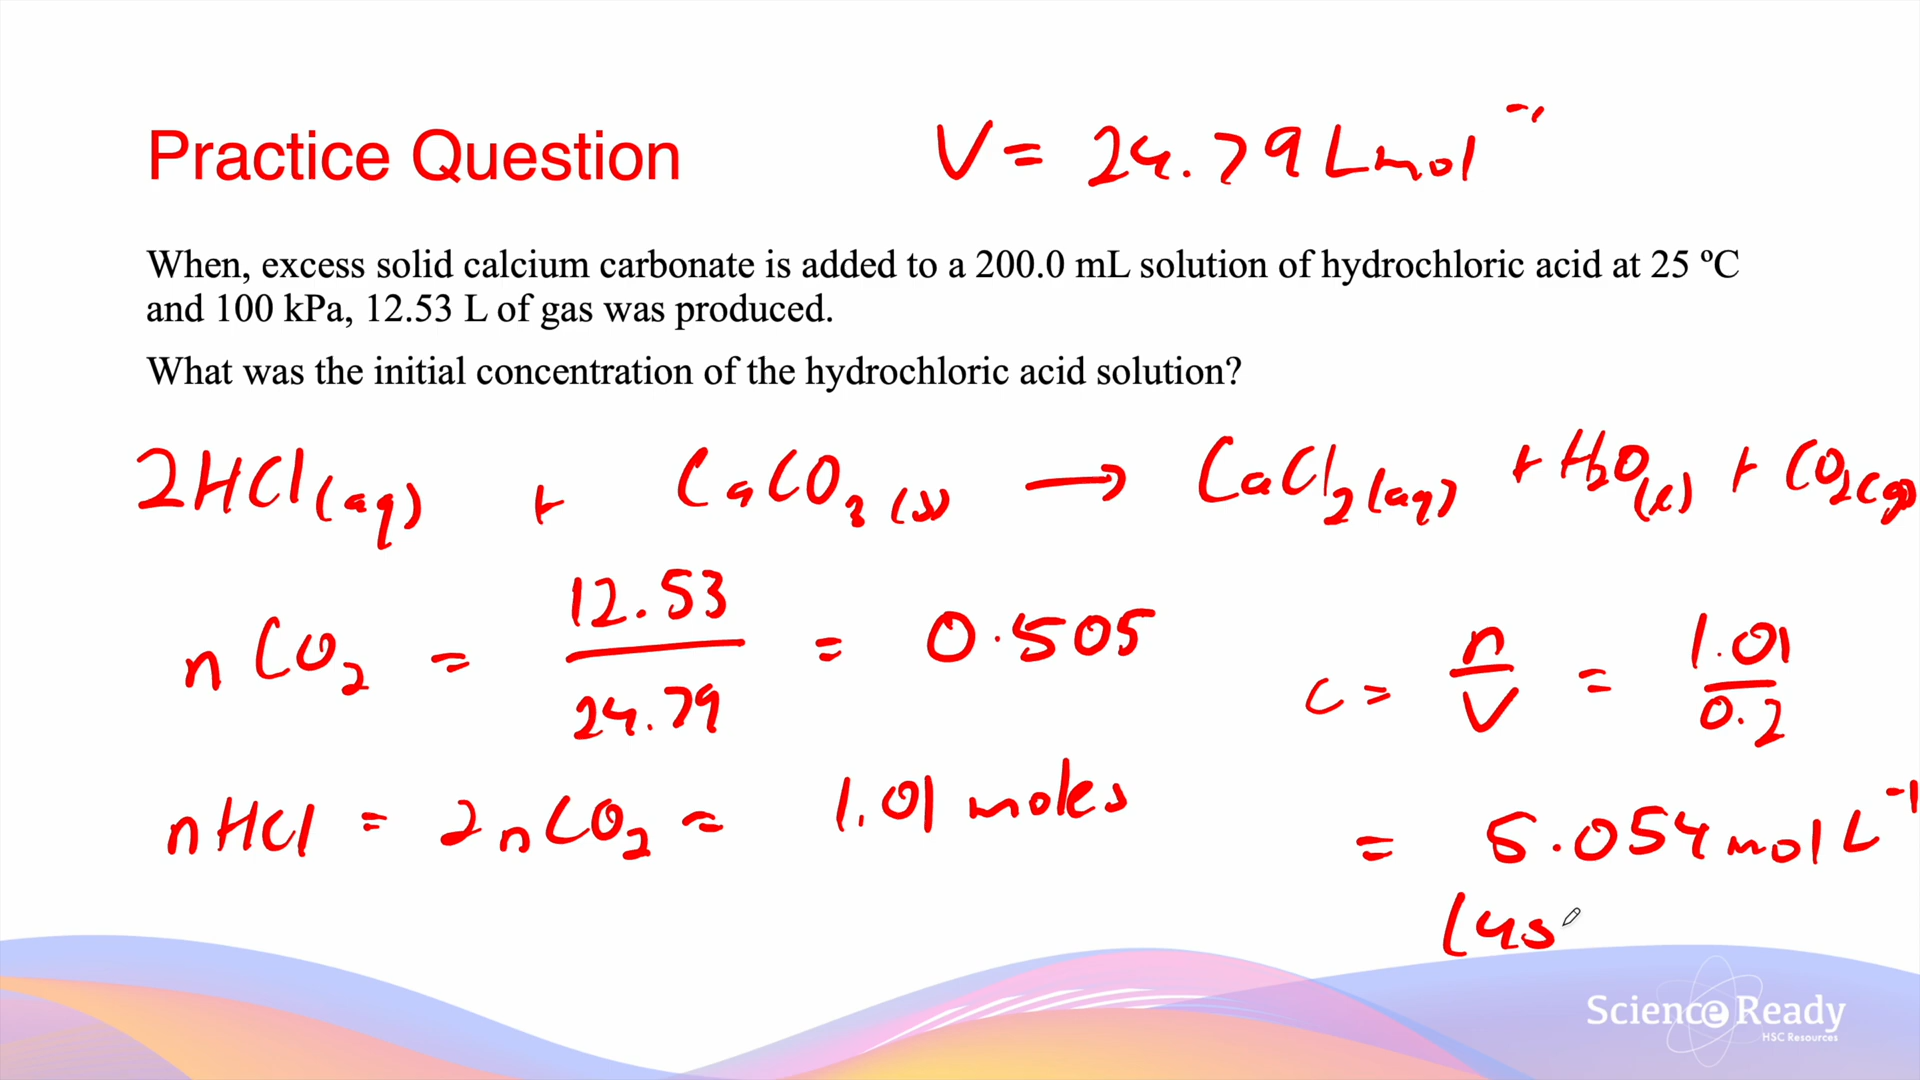 Practice Question
V = 24.79 L mol⁻¹
When, excess solid calcium carbonate is added to a 200.0 mL solution of hydrochloric acid at 25 ºC
and 100 kPa, 12.53 L of gas was produced.
What was the initial concentration of the hydrochloric acid solution?
2HCl(aq) + CaCO₃(s) → CaCl₂(aq) + H₂O(l) + CO₂(g)
nCO₂ = 12.53 / 24.79 = 0.505
nHCl = 2nCO₂ = 1.01 moles
c = n / V = 1.01 / 0.2
= 5.054 mol L⁻¹
(4s
Science Ready
HSC Resources